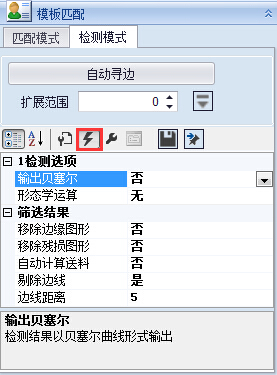 模板匹配
匹配模式 检测模式
自动寻边
扩展范围 0
1检测选项
输出贝塞尔 否
形态学运算 无
筛选结果
移除边缘图形 否
移除残损图形 否
自动计算送料 否
剔除边线 是
边线距离 5
输出贝塞尔
检测结果以贝塞尔曲线形式输出